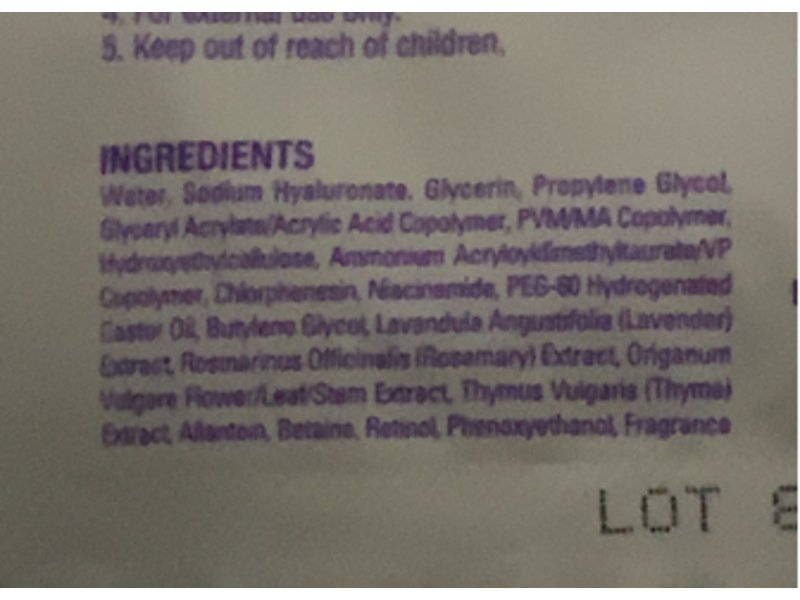 4. For external use only.
5. Keep out of reach of children.
INGREDIENTS
Water, Sodium Hyaluronate, Glycerin, Propylene Glycol,
Glyceryl Acrylate/Acrylic Acid Copolymer, PVM/MA Copolymer,
Hydroxyethylcellulose, Ammonium Acryloyldimethyltaurate/VP
Copolymer, Chlorphenesin, Niacinamide, PEG-60 Hydrogenated
Castor Oil, Butylene Glycol, Lavandula Angustifolia (Lavender)
Extract, Rosmarinus Officinalis (Rosemary) Extract, Origanum
Vulgare Flower/Leaf/Stem Extract, Thymus Vulgaris (Thyme)
Extract, Allantoin, Betaine, Retinol, Phenoxyethanol, Fragrance
LOT